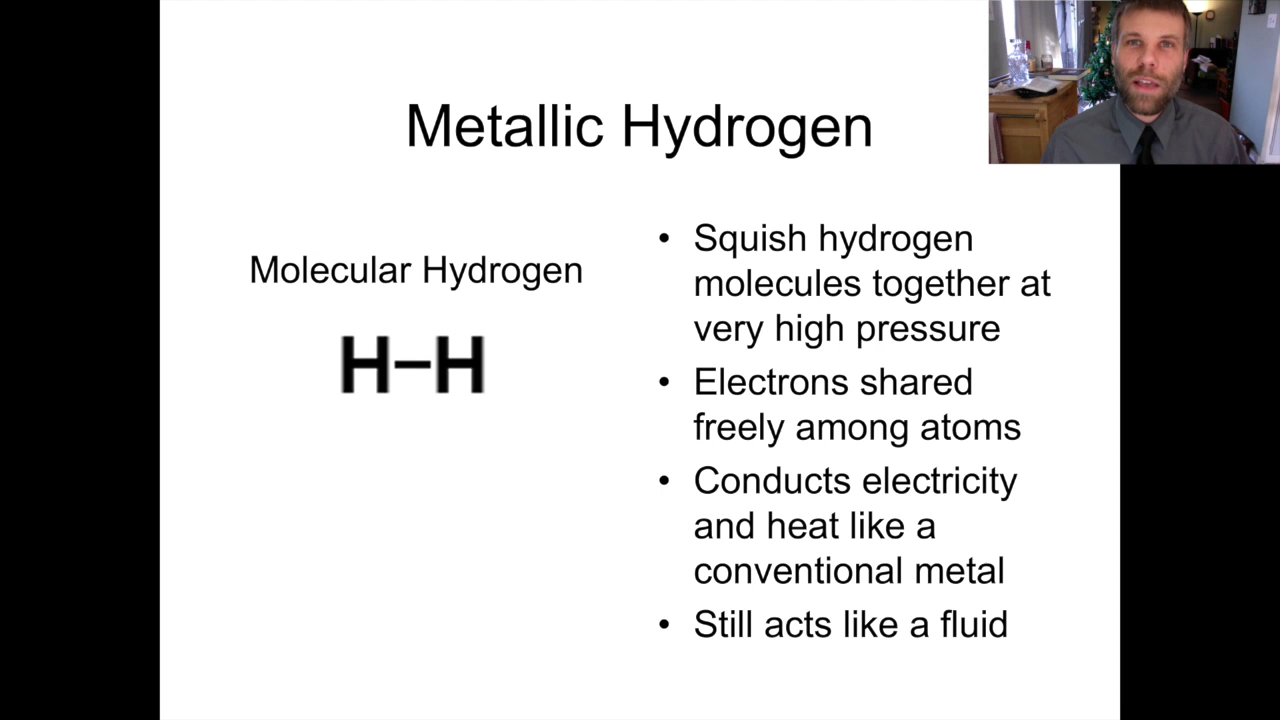 Metallic Hydrogen
Molecular Hydrogen
H–H
• Squish hydrogen
molecules together at
very high pressure
• Electrons shared
freely among atoms
• Conducts electricity
and heat like a
conventional metal
• Still acts like a fluid